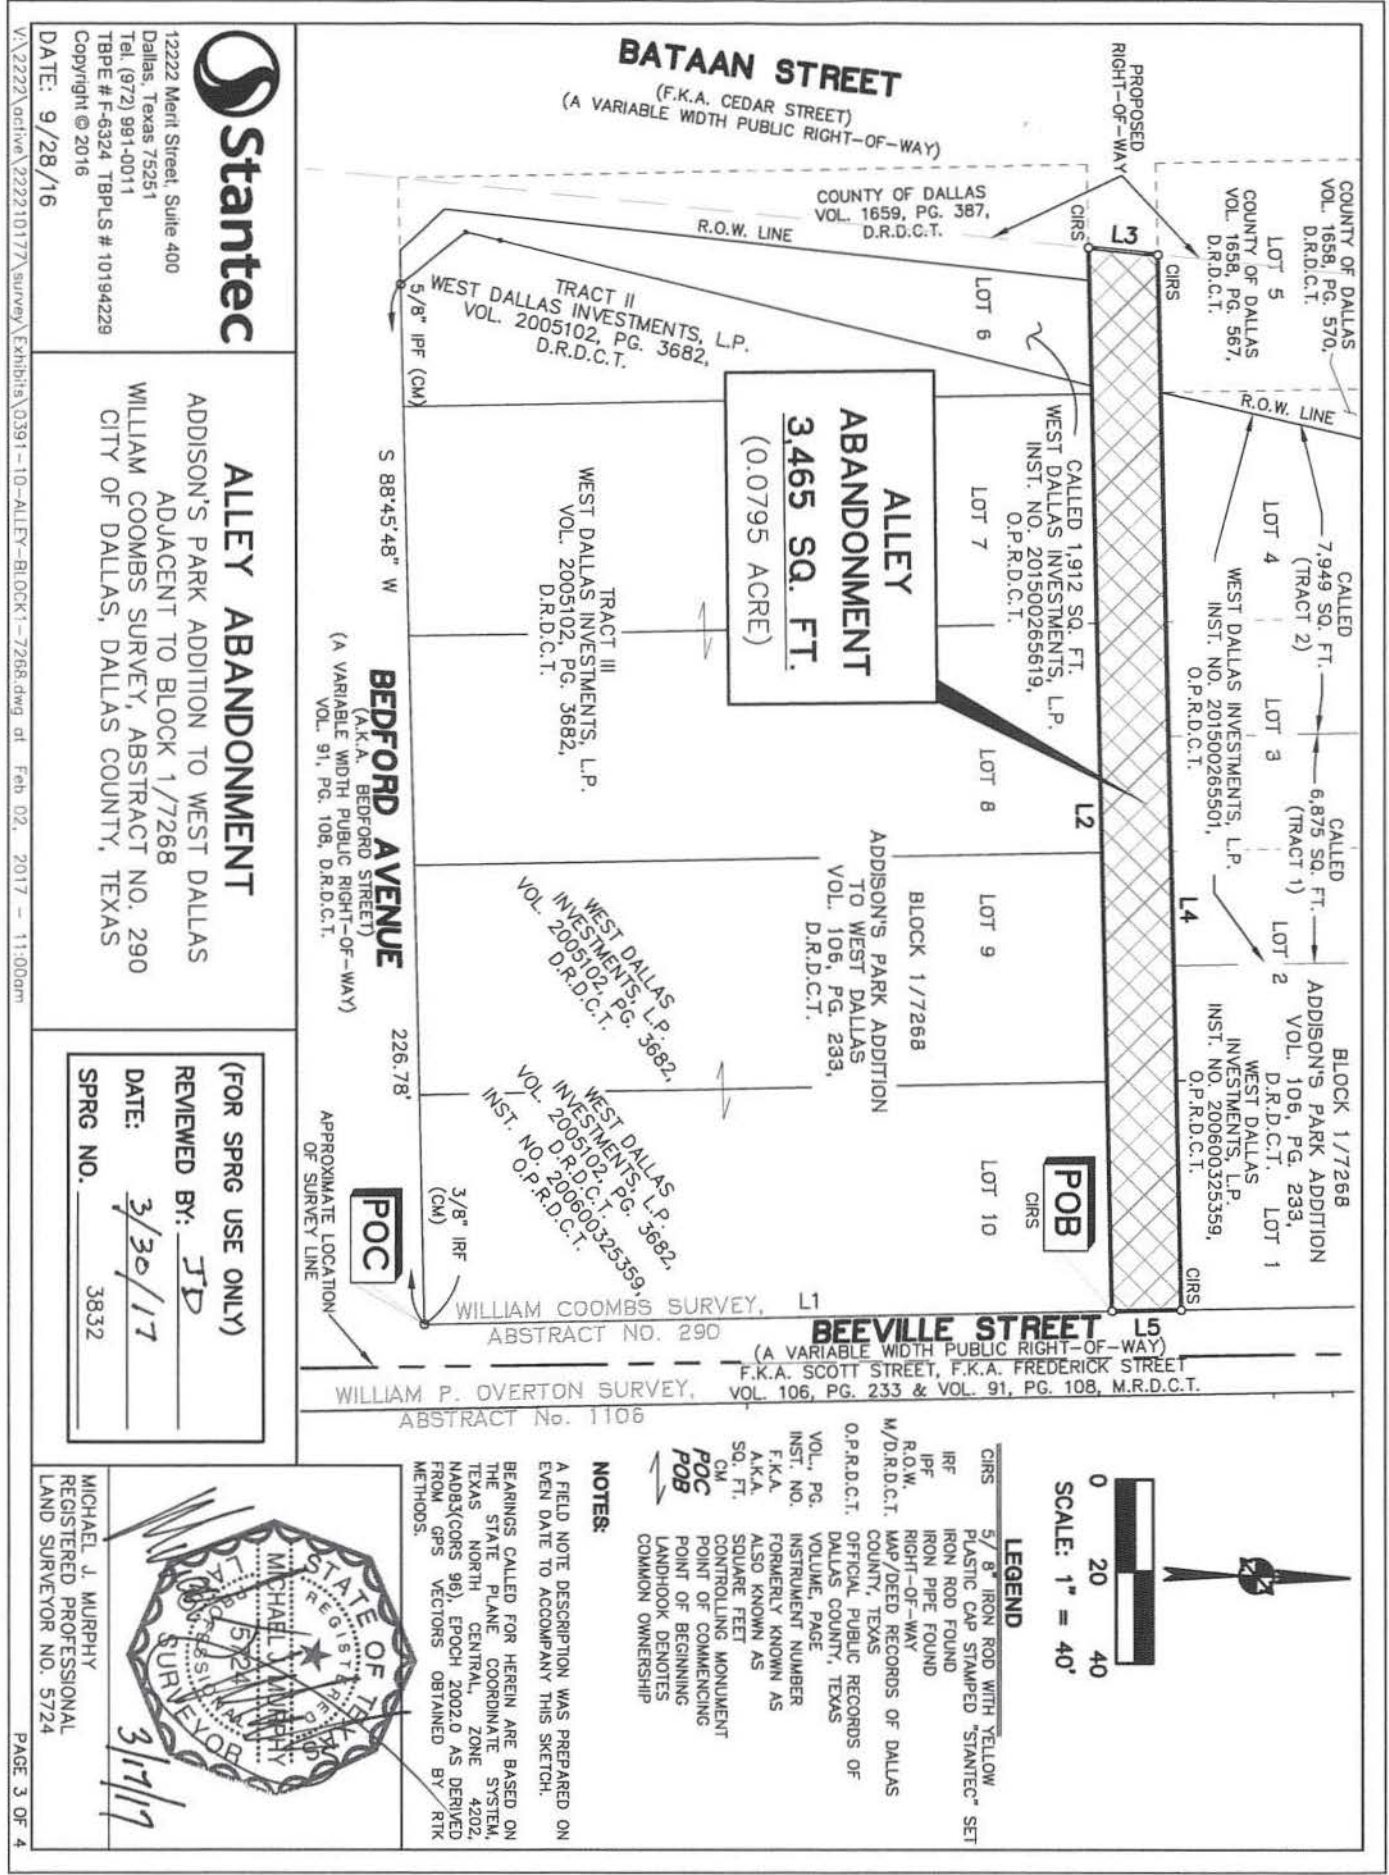 BATAAN STREET
(F.K.A. CEDAR STREET)
(A VARIABLE WIDTH PUBLIC RIGHT-OF-WAY)
PROPOSED
RIGHT-OF-WAY
COUNTY OF DALLAS
VOL. 1658, PG. 570,
D.R.D.C.T.
LOT 5
COUNTY OF DALLAS
VOL. 1658, PG. 567,
D.R.D.C.T.
COUNTY OF DALLAS
VOL. 1659, PG. 387,
D.R.D.C.T.
R.O.W. LINE
CIRS
L3
CIRS
R.O.W. LINE
LOT 6
TRACT II
WEST DALLAS INVESTMENTS, L.P.
VOL. 2005102, PG. 3682,
D.R.D.C.T.
5/8" IPF (CM)
CALLED
7,949 SQ. FT.
(TRACT 2)
LOT 4
CALLED
6,875 SQ. FT.
(TRACT 1)
LOT 3
WEST DALLAS INVESTMENTS, L.P.
INST. NO. 201500265501,
O.P.R.D.C.T.
CALLED 1,912 SQ. FT.
WEST DALLAS INVESTMENTS, L.P.
INST. NO. 201500265619,
O.P.R.D.C.T.
LOT 7
ALLEY
ABANDONMENT
3,465 SQ. FT.
(0.0795 ACRE)
TRACT III
WEST DALLAS INVESTMENTS, L.P.
VOL. 2005102, PG. 3682,
D.R.D.C.T.
S 88°45'48" W
226.78'
BEDFORD AVENUE
(A.K.A. BEDFORD STREET)
(A VARIABLE WIDTH PUBLIC RIGHT-OF-WAY)
VOL. 91, PG. 108, D.R.D.C.T.
LOT 8
L2
L4
LOT 2
LOT 9
BLOCK 1/7268
ADDISON'S PARK ADDITION
TO WEST DALLAS
VOL. 106, PG. 233,
D.R.D.C.T.
WEST DALLAS
INVESTMENTS, L.P.
VOL. 2005102, PG. 3682,
D.R.D.C.T.
BLOCK 1/7268
ADDISON'S PARK ADDITION
VOL. 106, PG. 233,
D.R.D.C.T.
LOT 1
WEST DALLAS
INVESTMENTS, L.P.
INST. NO. 200600325359,
O.P.R.D.C.T.
WEST DALLAS
INVESTMENTS, L.P.
VOL. 2005102, PG. 3682,
D.R.D.C.T.
INST. NO. 200600325359,
O.P.R.D.C.T.
LOT 10
POB
CIRS
CIRS
3/8" IRF
(CM)
POC
APPROXIMATE LOCATION
OF SURVEY LINE
L1
L5
WILLIAM COOMBS SURVEY,
ABSTRACT NO. 290
BEEVILLE STREET
(A VARIABLE WIDTH PUBLIC RIGHT-OF-WAY)
F.K.A. SCOTT STREET, F.K.A. FREDERICK STREET
VOL. 106, PG. 233 & VOL. 91, PG. 108, M.R.D.C.T.
WILLIAM P. OVERTON SURVEY,
ABSTRACT No. 1106
0 20 40
SCALE: 1" = 40'
LEGEND
CIRS 5/8" IRON ROD WITH YELLOW
PLASTIC CAP STAMPED "STANTEC" SET
IRF IRON ROD FOUND
IPF IRON PIPE FOUND
R.O.W. RIGHT-OF-WAY
M/D.R.D.C.T. MAP/DEED RECORDS OF DALLAS
COUNTY, TEXAS
O.P.R.D.C.T. OFFICIAL PUBLIC RECORDS OF
DALLAS COUNTY, TEXAS
VOL., PG. VOLUME, PAGE
INST. NO. INSTRUMENT NUMBER
F.K.A. FORMERLY KNOWN AS
A.K.A. ALSO KNOWN AS
SQ. FT. SQUARE FEET
CM CONTROLLING MONUMENT
POC POINT OF COMMENCING
POB POINT OF BEGINNING
LANDHOOK DENOTES
COMMON OWNERSHIP
NOTES:
A FIELD NOTE DESCRIPTION WAS PREPARED ON
EVEN DATE TO ACCOMPANY THIS SKETCH.
BEARINGS CALLED FOR HEREIN ARE BASED ON
THE STATE PLANE COORDINATE SYSTEM,
TEXAS NORTH CENTRAL, ZONE 4202,
NAD83(CORS 96), EPOCH 2002.0 AS DERIVED
FROM GPS VECTORS OBTAINED BY RTK
METHODS.
Stantec
12222 Merit Street, Suite 400
Dallas, Texas 75251
Tel. (972) 991-0011
TBPE # F-6324 TBPLS # 10194229
Copyright © 2016
DATE: 9/28/16
ALLEY ABANDONMENT
ADDISON'S PARK ADDITION TO WEST DALLAS
ADJACENT TO BLOCK 1/7268
WILLIAM COOMBS SURVEY, ABSTRACT NO. 290
CITY OF DALLAS, DALLAS COUNTY, TEXAS
(FOR SPRG USE ONLY)
REVIEWED BY: JD
DATE: 3/30/17
SPRG NO. 3832
STATE OF TEXAS
REGISTERED
MICHAEL J. MURPHY
5724
PROFESSIONAL
LAND SURVEYOR
3/17/17
MICHAEL J. MURPHY
REGISTERED PROFESSIONAL
LAND SURVEYOR NO. 5724
V:\2222\active\222210177\survey\Exhibits\0391-10-ALLEY-BLOCK1-7268.dwg at Feb 02, 2017 - 11:00am
PAGE 3 OF 4